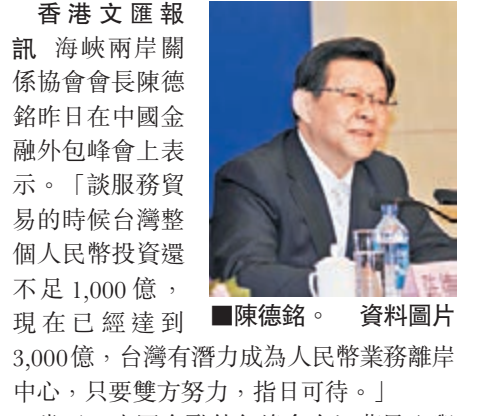 香港文匯報
訊 海峽兩岸關
係協會會長陳德
銘昨日在中國金
融外包峰會上表
示。「談服務貿
易的時候台灣整
個人民幣投資還
不足1,000億，
現在已經達到
■陳德銘。 資料圖片
3,000億，台灣有潛力成為人民幣業務離岸
中心，只要雙方努力，指日可待。」